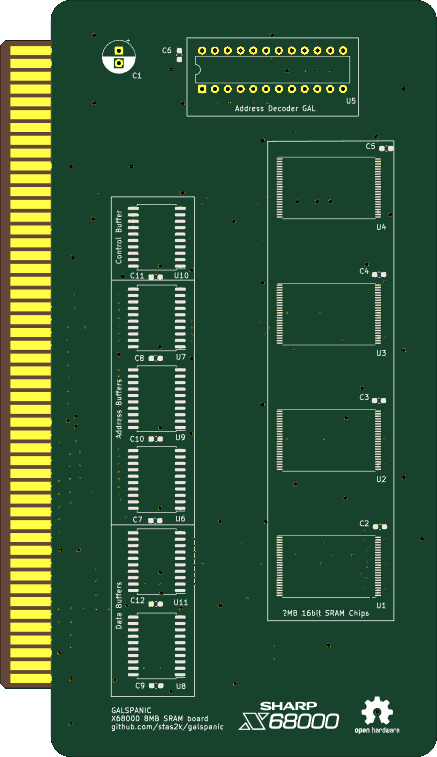 C6
+
C1
U5
Address Decoder GAL
C5
U4
Control Buffer
C11
U10
C4
C8
U7
U3
Address Buffers
C3
C10
U9
U2
C7
U6
C2
Data Buffers
C12
U11
U1
2MB 16bit SRAM Chips
C9
U8
GALSPANIC
X68000 8MB SRAM board
github.com/stas2k/galspanic
SHARP
X68000
open hardware